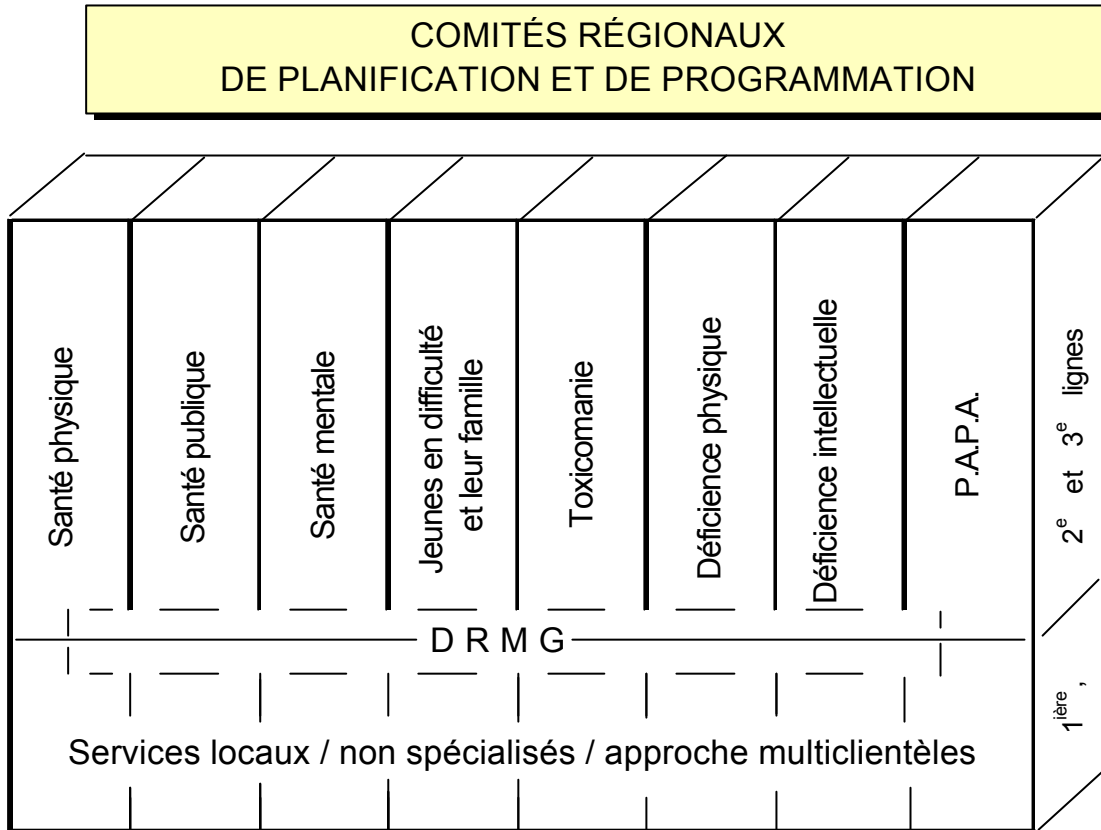 COMITÉS RÉGIONAUX
DE PLANIFICATION ET DE PROGRAMMATION
Santé physique
Santé publique
Santé mentale
Jeunes en difficulté
et leur famille
Toxicomanie
Déficience physique
Déficience intellectuelle
P.A.P.A.
1ière , 2e et 3e lignes
D R M G
Services locaux / non spécialisés / approche multiclientèles